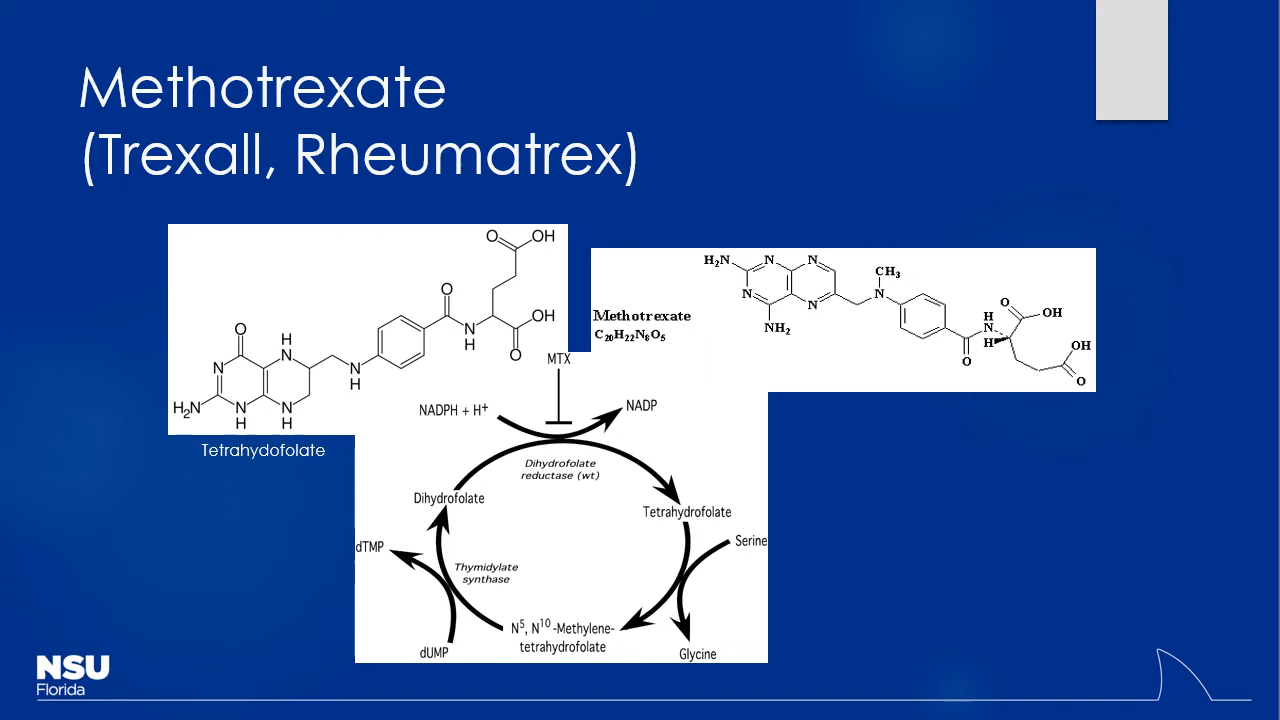 Methotrexate
(Trexall, Rheumatrex)
O
OH
O
N
H
OH
O
O
N
H
N
H
N
H2N
N
H
N
H
Tetrahydofolate
Methotrexate
C20H22N8O5
H2N
N
N
N
N
NH2
CH3
N
O
H
N
H
O
OH
OH
O
MTX
NADPH + H+
NADP
Dihydrofolate
reductase (wt)
Dihydrofolate
Tetrahydrofolate
Serine
dTMP
Thymidylate
synthase
N5, N10-Methylene-
tetrahydrofolate
dUMP
Glycine
NSU
Florida